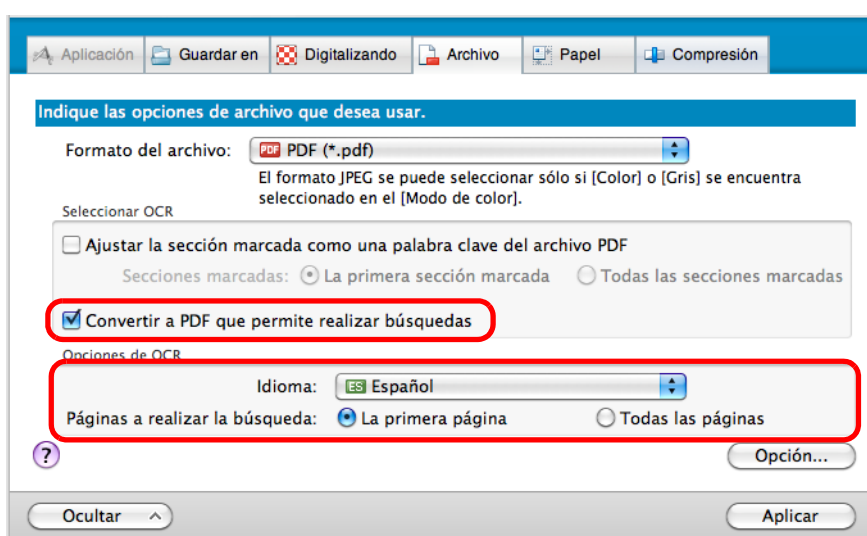 Aplicación Guardar en Digitalizando Archivo Papel Compresión
Indique las opciones de archivo que desea usar.
Formato del archivo: PDF PDF (*.pdf)
El formato JPEG se puede seleccionar sólo si [Color] o [Gris] se encuentra
seleccionado en el [Modo de color].
Seleccionar OCR
Ajustar la sección marcada como una palabra clave del archivo PDF
Secciones marcadas: La primera sección marcada Todas las secciones marcadas
Convertir a PDF que permite realizar búsquedas
Opciones de OCR
Idioma: ES Español
Páginas a realizar la búsqueda: La primera página Todas las páginas
? Opción...
Ocultar Aplicar